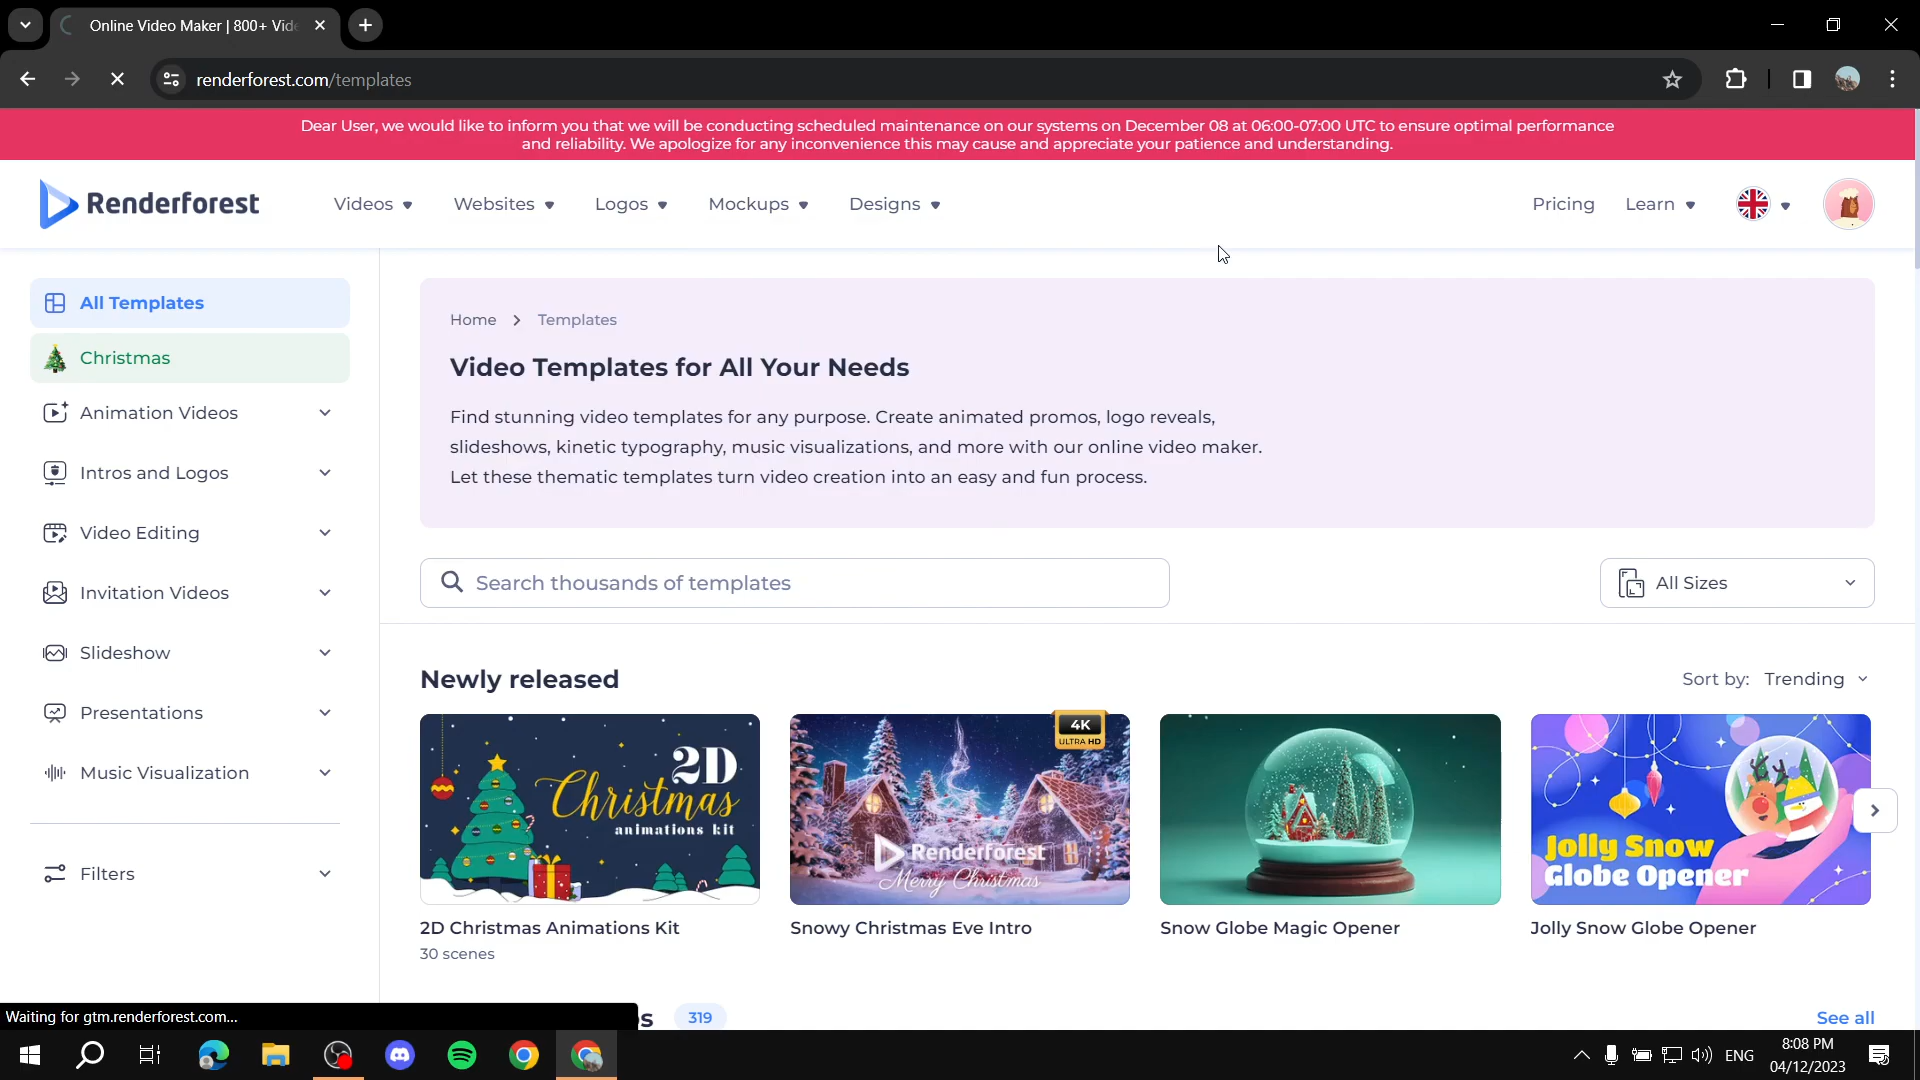 Online Video Maker | 800+ Vide
renderforest.com/templates
Dear User, we would like to inform you that we will be conducting scheduled maintenance on our systems on December 08 at 06:00-07:00 UTC to ensure optimal performance
and reliability. We apologize for any inconvenience this may cause and appreciate your patience and understanding.
Renderforest
Videos
Websites
Logos
Mockups
Designs
Pricing
Learn
All Templates
Christmas
Animation Videos
Intros and Logos
Video Editing
Invitation Videos
Slideshow
Presentations
Music Visualization
Filters
Home
Templates
Video Templates for All Your Needs
Find stunning video templates for any purpose. Create animated promos, logo reveals,
slideshows, kinetic typography, music visualizations, and more with our online video maker.
Let these thematic templates turn video creation into an easy and fun process.
Search thousands of templates
All Sizes
Newly released
Sort by: Trending
2D
Christmas
animations kit
4K
ULTRA HD
Renderforest
Merry Christmas
Jolly Snow
Globe Opener
2D Christmas Animations Kit
30 scenes
Snowy Christmas Eve Intro
Snow Globe Magic Opener
Jolly Snow Globe Opener
319
See all
Waiting for gtm.renderforest.com...
ENG
8:08 PM
04/12/2023